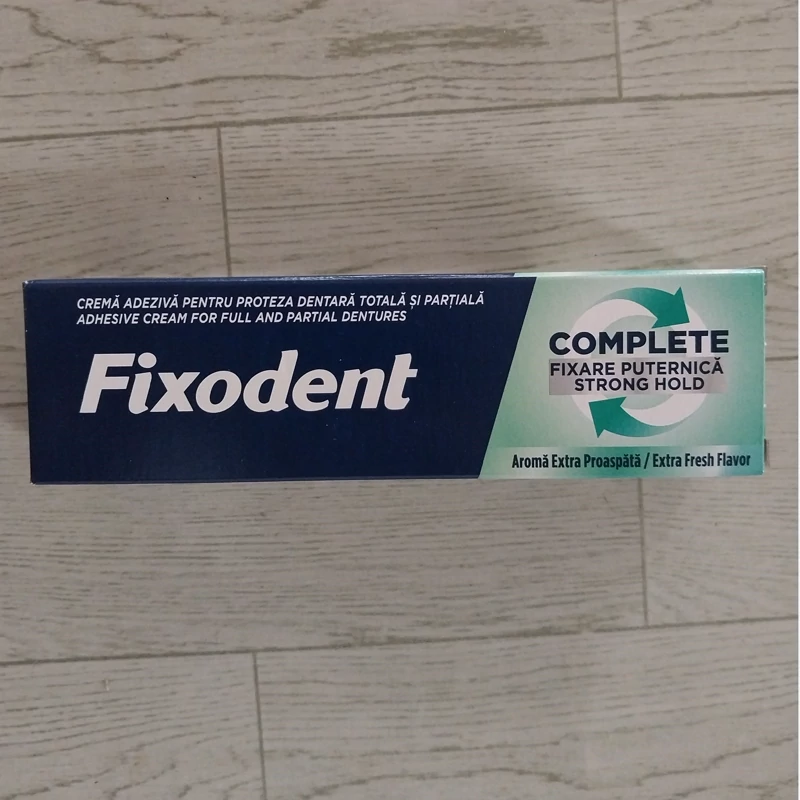 CREMĂ ADEZIVĂ PENTRU PROTEZA DENTARĂ TOTALĂ ȘI PARȚIALĂ
ADHESIVE CREAM FOR FULL AND PARTIAL DENTURES
Fixodent
COMPLETE
FIXARE PUTERNICĂ
STRONG HOLD
Aromă Extra Proaspătă / Extra Fresh Flavor